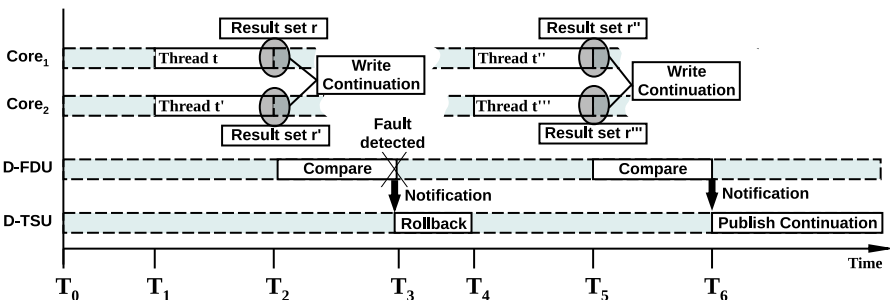 Result set r
Result set r''
Core1
Thread t
Write
Continuation
Thread t''
Write
Continuation
Core2
Thread t'
Thread t'''
Result set r'
Fault
detected
Result set r'''
D-FDU
Compare
Compare
Notification
Notification
D-TSU
Rollback
Publish Continuation
Time
T0
T1
T2
T3
T4
T5
T6